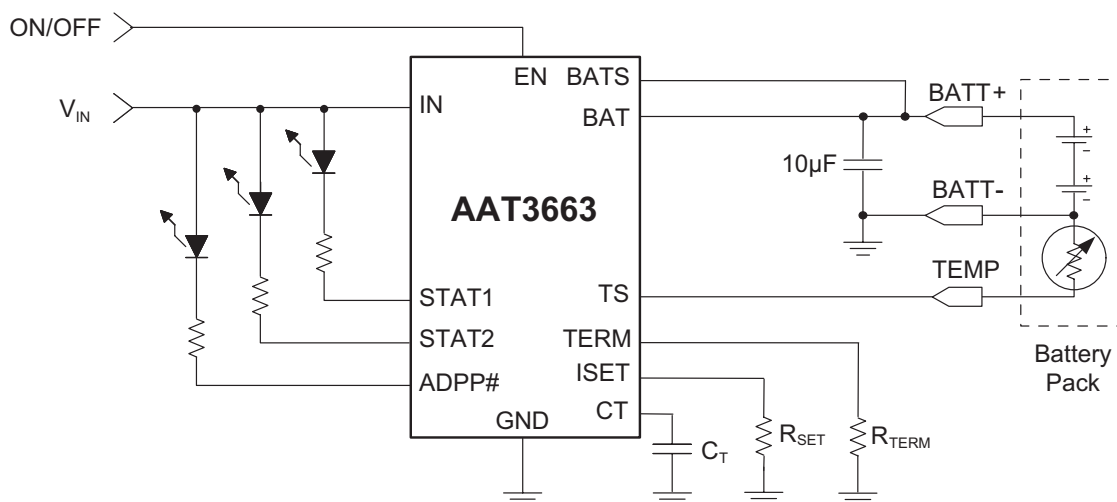 ON/OFF
V_IN
EN
BATS
IN
BAT
BATT+
10µF
BATT-
AAT3663
TEMP
STAT1
TS
STAT2
TERM
ADPP#
ISET
CT
GND
C_T
R_SET
R_TERM
Battery
Pack
+
–
+
–